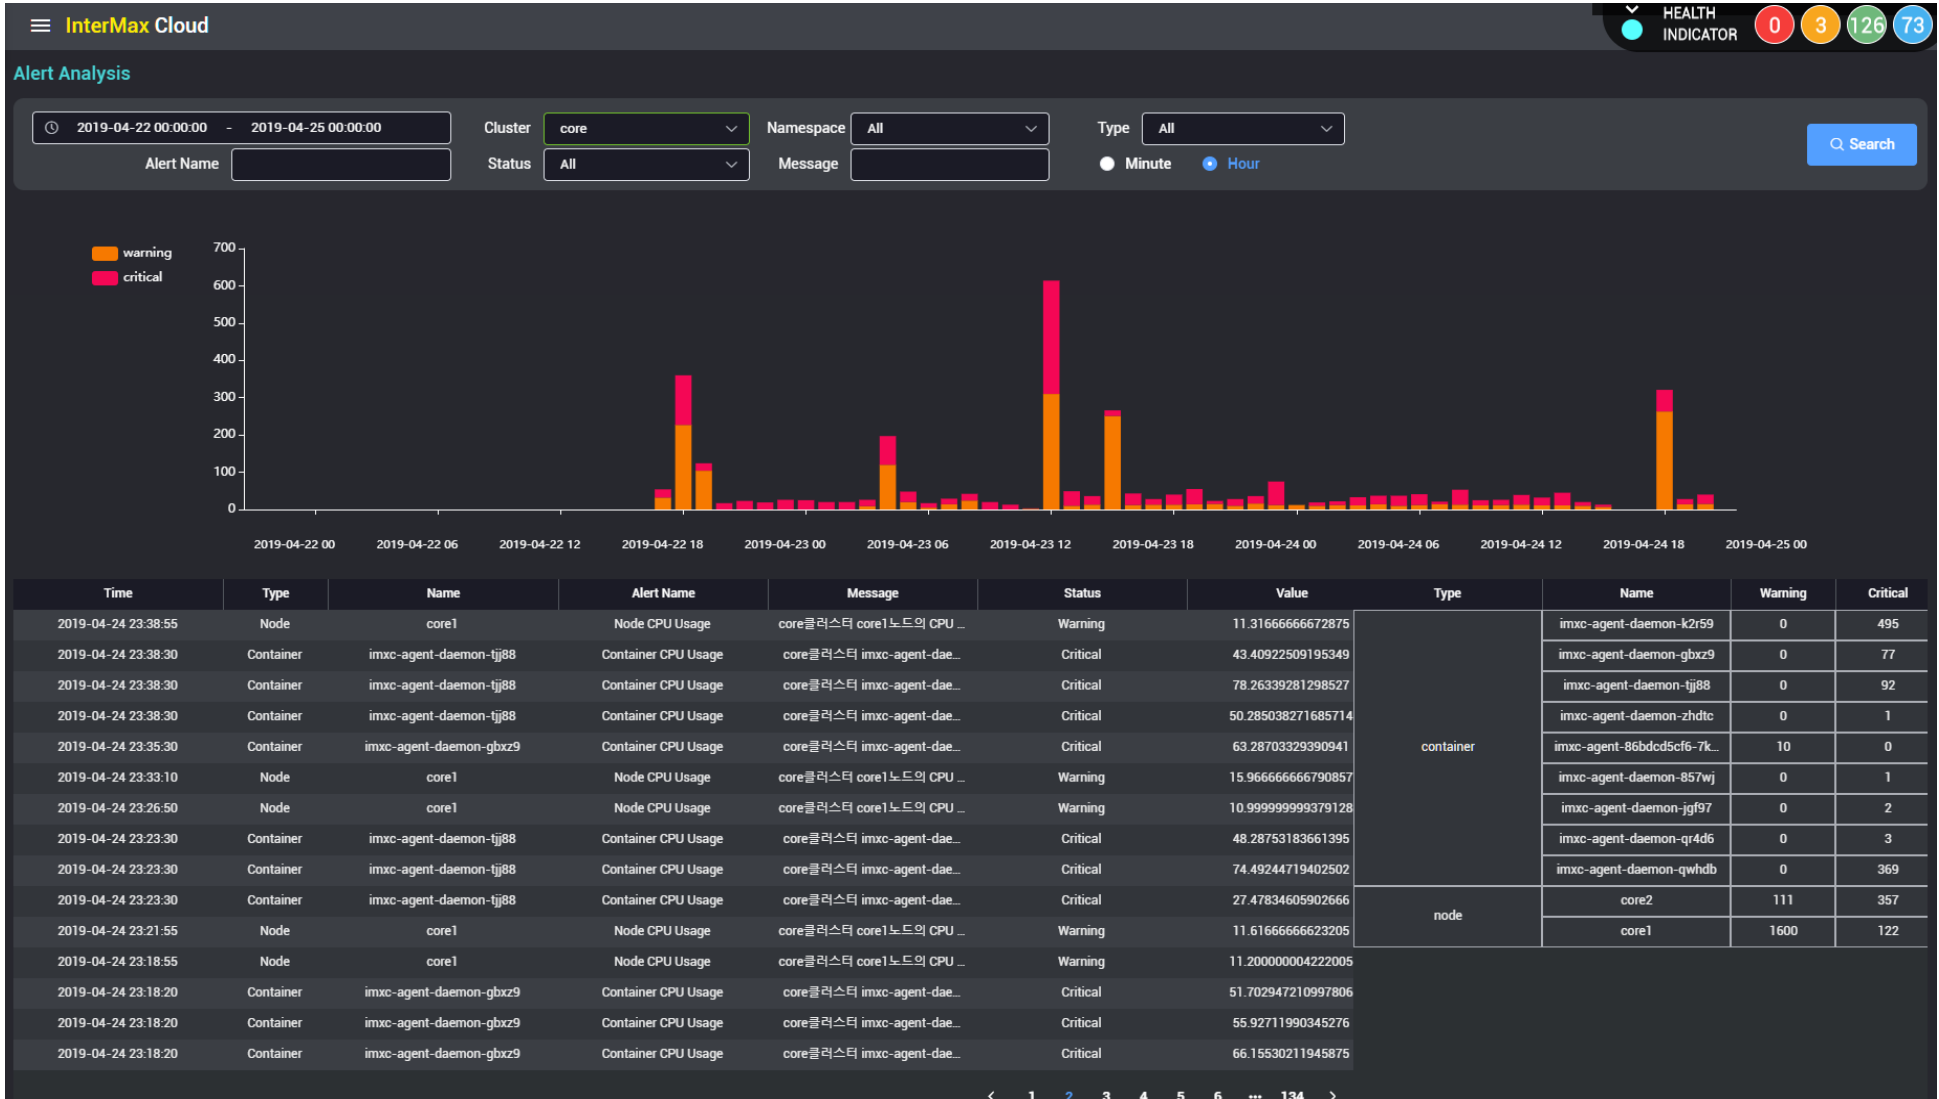 InterMax Cloud
HEALTH INDICATOR 0 3 126 73
Alert Analysis
2019-04-22 00:00:00 - 2019-04-25 00:00:00 Cluster core Namespace All Type All
Search
Alert Name Status All Message Minute Hour
warning
critical
700
600
500
400
300
200
100
0
2019-04-22 00 2019-04-22 06 2019-04-22 12 2019-04-22 18 2019-04-23 00 2019-04-23 06 2019-04-23 12 2019-04-23 18 2019-04-24 00 2019-04-24 06 2019-04-24 12 2019-04-24 18 2019-04-25 00
Time Type Name Alert Name Message Status Value Type Name Warning Critical
2019-04-24 23:38:55 Node core1 Node CPU Usage core클러스터 core1노드의 CPU ... Warning 11.31666666672875 imxc-agent-daemon-k2r59 0 495
2019-04-24 23:38:30 Container imxc-agent-daemon-tjj88 Container CPU Usage core클러스터 imxc-agent-dae... Critical 43.40922509195349 imxc-agent-daemon-gbxz9 0 77
2019-04-24 23:38:30 Container imxc-agent-daemon-tjj88 Container CPU Usage core클러스터 imxc-agent-dae... Critical 78.26339281298527 imxc-agent-daemon-tjj88 0 92
2019-04-24 23:38:30 Container imxc-agent-daemon-tjj88 Container CPU Usage core클러스터 imxc-agent-dae... Critical 50.285038271685714 imxc-agent-daemon-zhdtc 0 1
2019-04-24 23:35:30 Container imxc-agent-daemon-gbxz9 Container CPU Usage core클러스터 imxc-agent-dae... Critical 63.28703329390941 container imxc-agent-86bdcd5cf6-7k... 10 0
2019-04-24 23:33:10 Node core1 Node CPU Usage core클러스터 core1노드의 CPU ... Warning 15.966666666790857 imxc-agent-daemon-857wj 0 1
2019-04-24 23:26:50 Node core1 Node CPU Usage core클러스터 core1노드의 CPU ... Warning 10.999999999379128 imxc-agent-daemon-jgf97 0 2
2019-04-24 23:23:30 Container imxc-agent-daemon-tjj88 Container CPU Usage core클러스터 imxc-agent-dae... Critical 48.28753183661395 imxc-agent-daemon-qr4d6 0 3
2019-04-24 23:23:30 Container imxc-agent-daemon-tjj88 Container CPU Usage core클러스터 imxc-agent-dae... Critical 74.49244719402502 imxc-agent-daemon-qwhdb 0 369
2019-04-24 23:23:30 Container imxc-agent-daemon-tjj88 Container CPU Usage core클러스터 imxc-agent-dae... Critical 27.47834605902666 node core2 111 357
2019-04-24 23:21:55 Node core1 Node CPU Usage core클러스터 core1노드의 CPU ... Warning 11.61666666623205 core1 1600 122
2019-04-24 23:18:55 Node core1 Node CPU Usage core클러스터 core1노드의 CPU ... Warning 11.200000004222005
2019-04-24 23:18:20 Container imxc-agent-daemon-gbxz9 Container CPU Usage core클러스터 imxc-agent-dae... Critical 51.702947210997806
2019-04-24 23:18:20 Container imxc-agent-daemon-gbxz9 Container CPU Usage core클러스터 imxc-agent-dae... Critical 55.92711990345276
2019-04-24 23:18:20 Container imxc-agent-daemon-gbxz9 Container CPU Usage core클러스터 imxc-agent-dae... Critical 66.15530211945875
< 1 2 3 4 5 6 ... 134 >